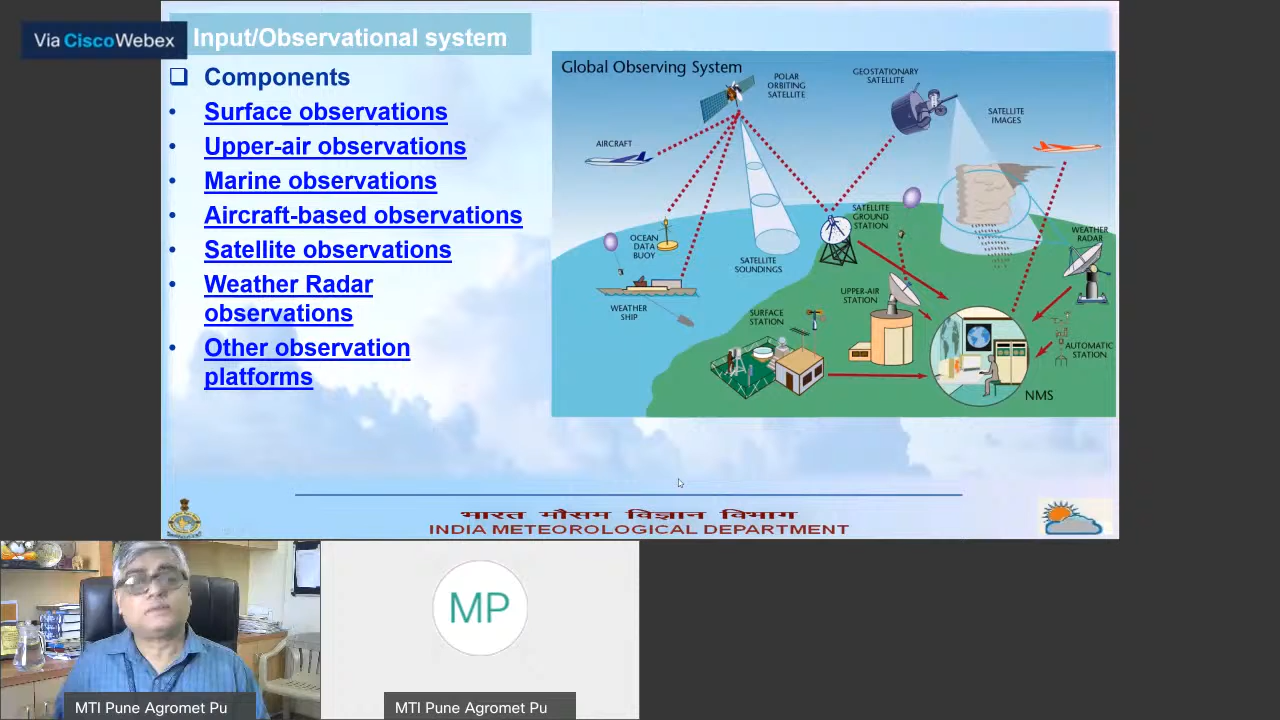 Via Cisco Webex
Input/Observational system
Components
Surface observations
Upper-air observations
Marine observations
Aircraft-based observations
Satellite observations
Weather Radar
observations
Other observation
platforms
Global Observing System
POLAR
ORBITING
SATELLITE
GEOSTATIONARY
SATELLITE
SATELLITE
IMAGES
AIRCRAFT
OCEAN
DATA
BUOY
SATELLITE
GROUND
STATION
WEATHER
RADAR
SATELLITE
SOUNDINGS
UPPER-AIR
STATION
WEATHER
SHIP
SURFACE
STATION
AUTOMATIC
STATION
NMS
भारत मौसम विज्ञान विभाग
INDIA METEOROLOGICAL DEPARTMENT
MP
MTI Pune Agromet Pu
MTI Pune Agromet Pu